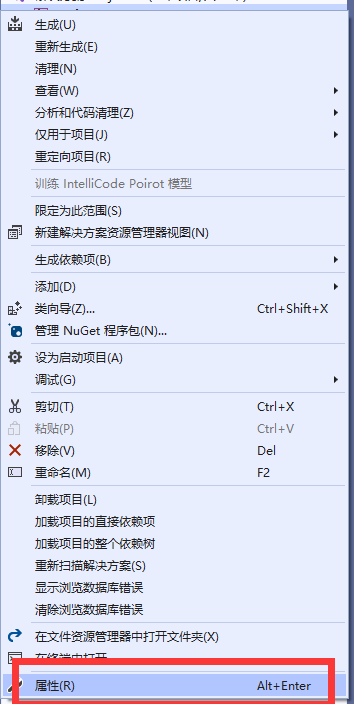 生成(U)
重新生成(E)
清理(N)
查看(W)
分析和代码清理(Z)
仅用于项目(J)
重定向项目(R)
训练 IntelliCode Poirot 模型
限定为此范围(S)
新建解决方案资源管理器视图(N)
生成依赖项(B)
添加(D)
类向导(Z)... Ctrl+Shift+X
管理 NuGet 程序包(N)...
设为启动项目(A)
调试(G)
剪切(T) Ctrl+X
粘贴(P) Ctrl+V
移除(V) Del
重命名(M) F2
卸载项目(L)
加载项目的直接依赖项
加载项目的整个依赖树
重新扫描解决方案(S)
显示浏览数据库错误
清除浏览数据库错误
在文件资源管理器中打开文件夹(X)
在终端中打开
属性(R) Alt+Enter